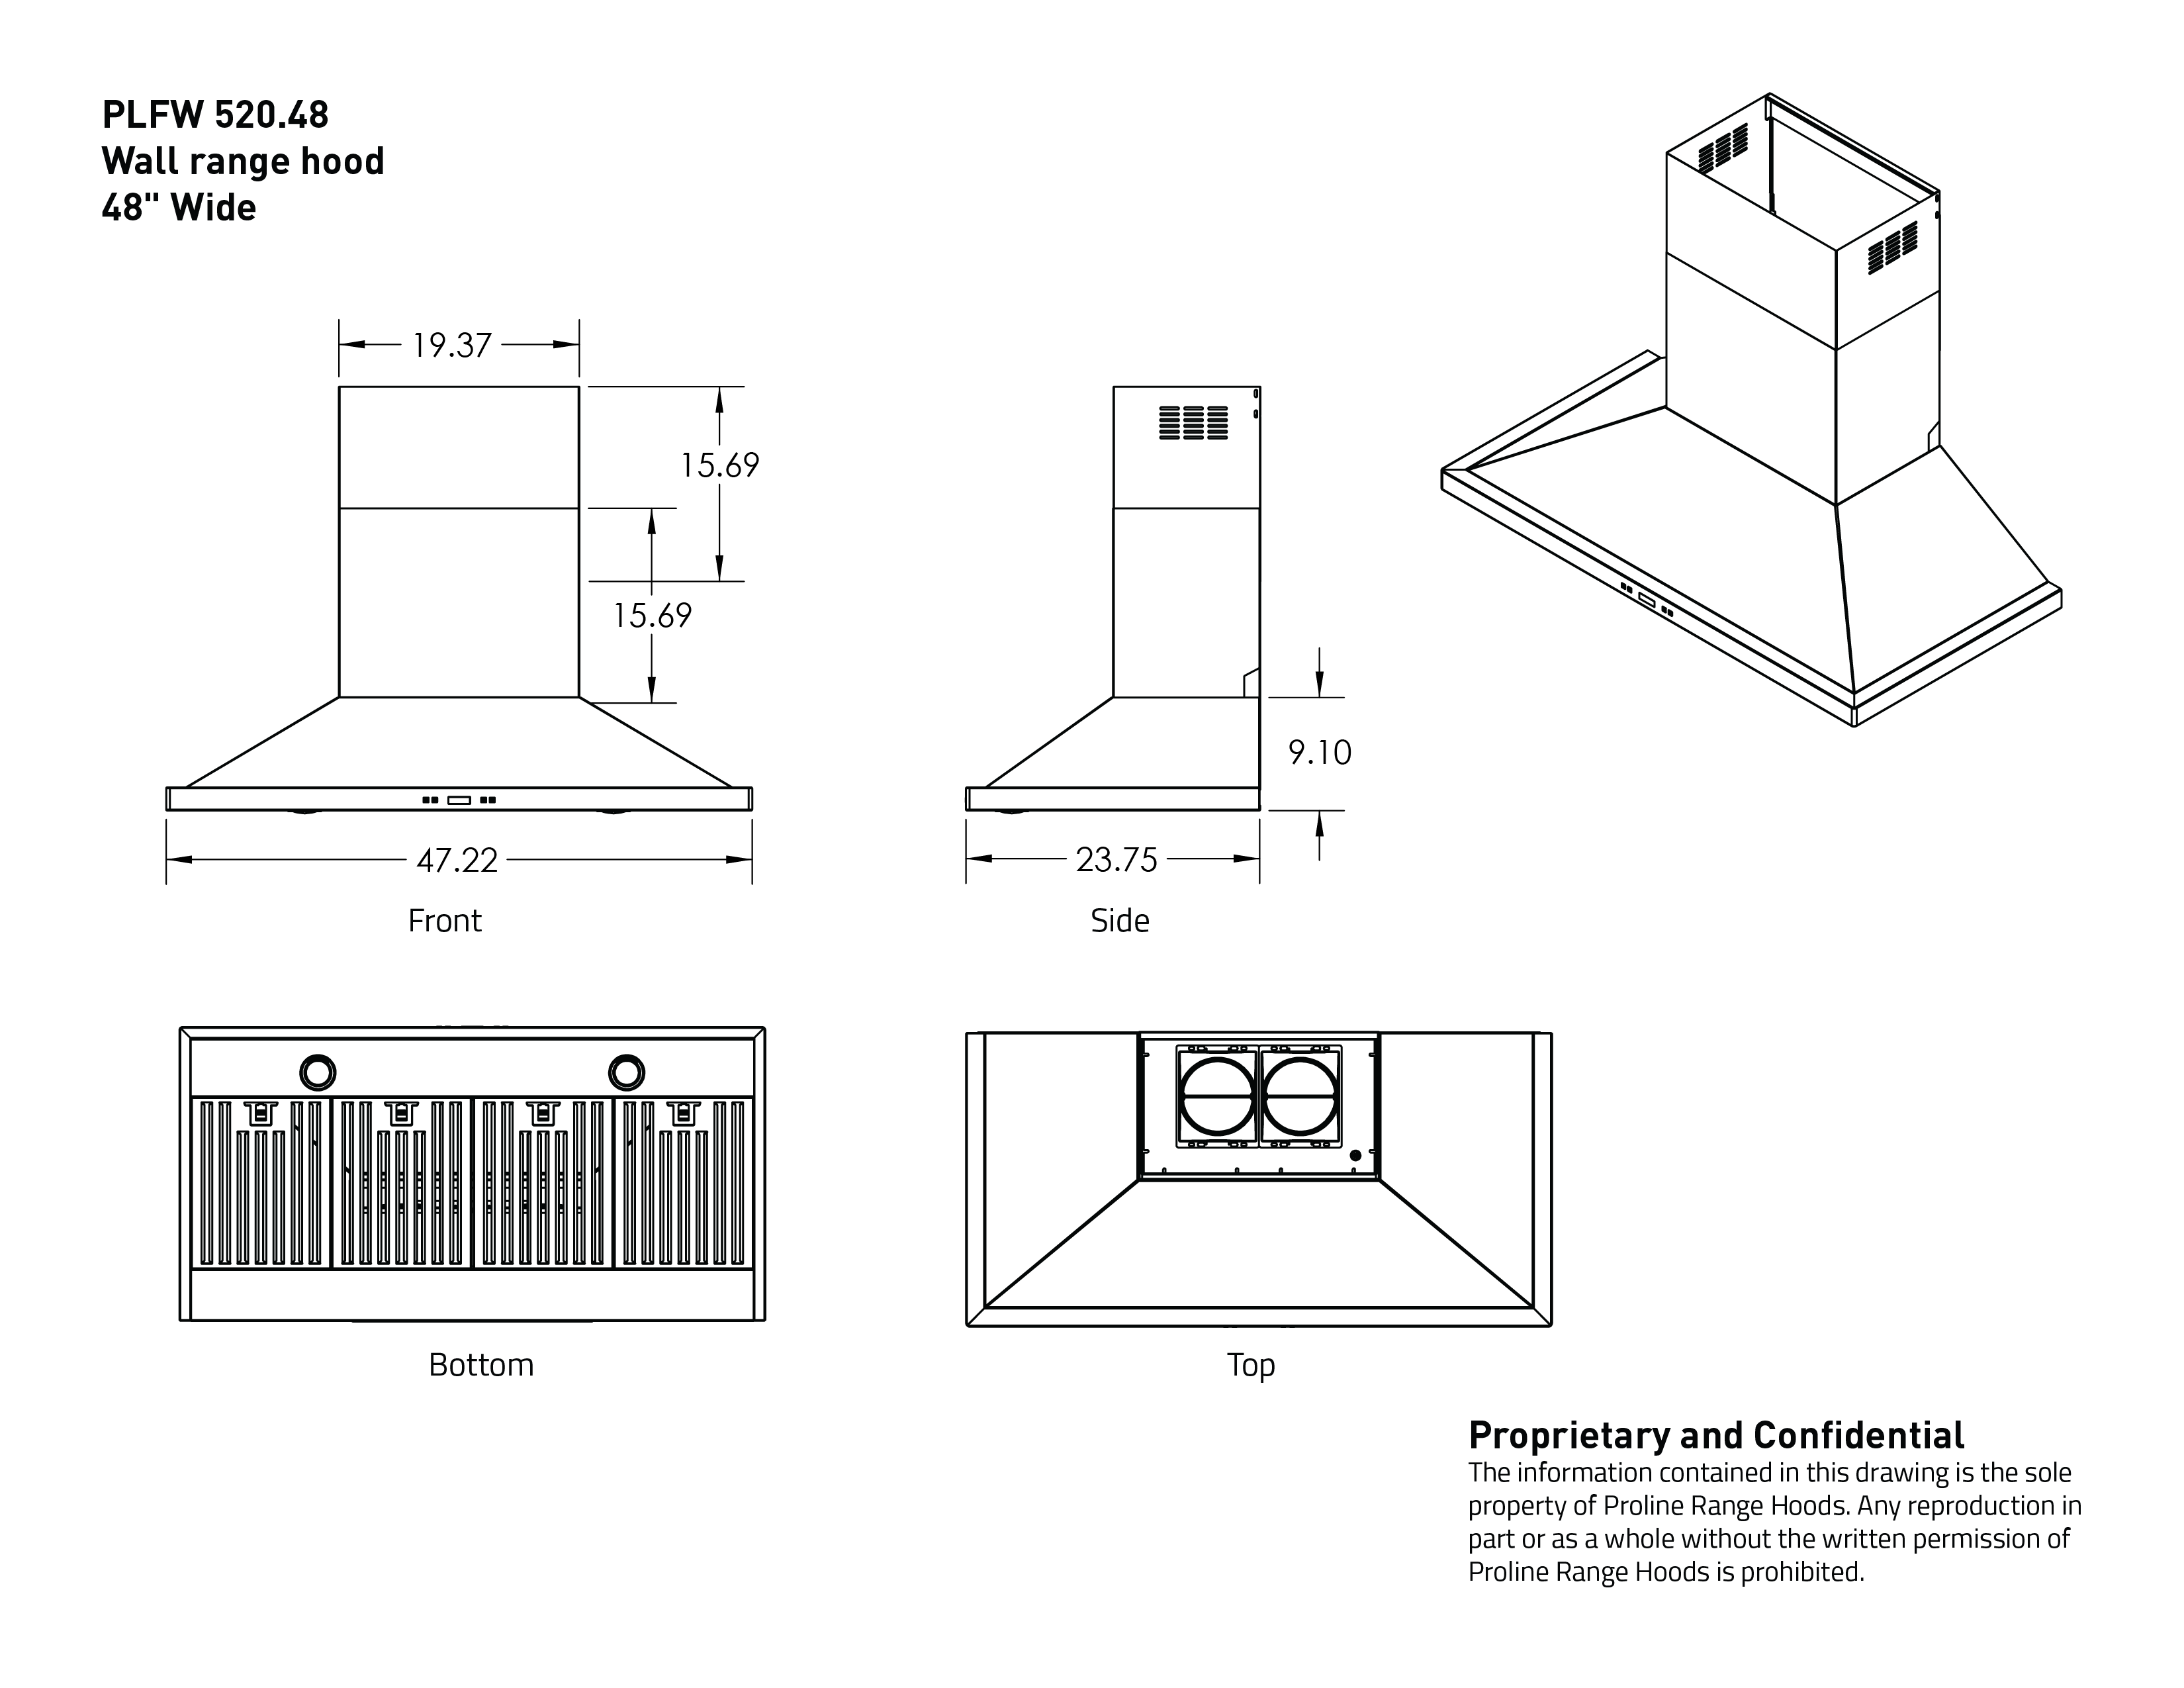 PLFW 520.48
Wall range hood
48" Wide
19.37
15.69
15.69
9.10
47.22
23.75
Front
Side
Bottom
Top
Proprietary and Confidential
The information contained in this drawing is the sole
property of Proline Range Hoods. Any reproduction in
part or as a whole without the written permission of
Proline Range Hoods is prohibited.